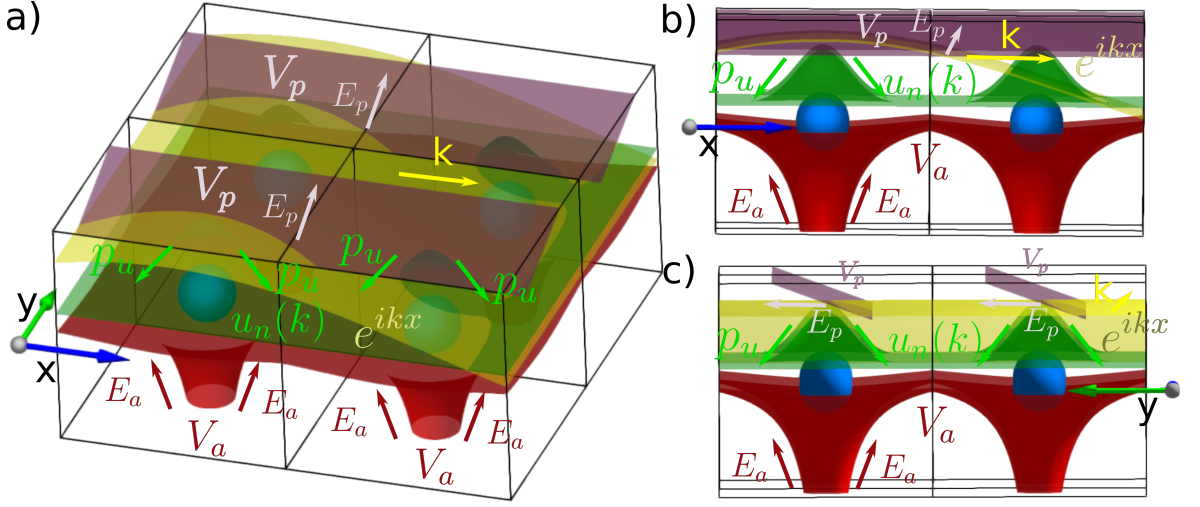 a)
V_p
E_p
k
V_p
E_p
p_u
p_u
p_u
p_u
u_n(k)
e^{ikx}
y
x
E_a
E_a
E_a
E_a
V_a
V_a
b)
V_p
E_p
k
e^{ikx}
p_u
u_n(k)
x
V_a
E_a
E_a
c)
V_p
V_p
k
E_p
E_p
e^{ikx}
p_u
u_n(k)
y
V_a
E_a
E_a